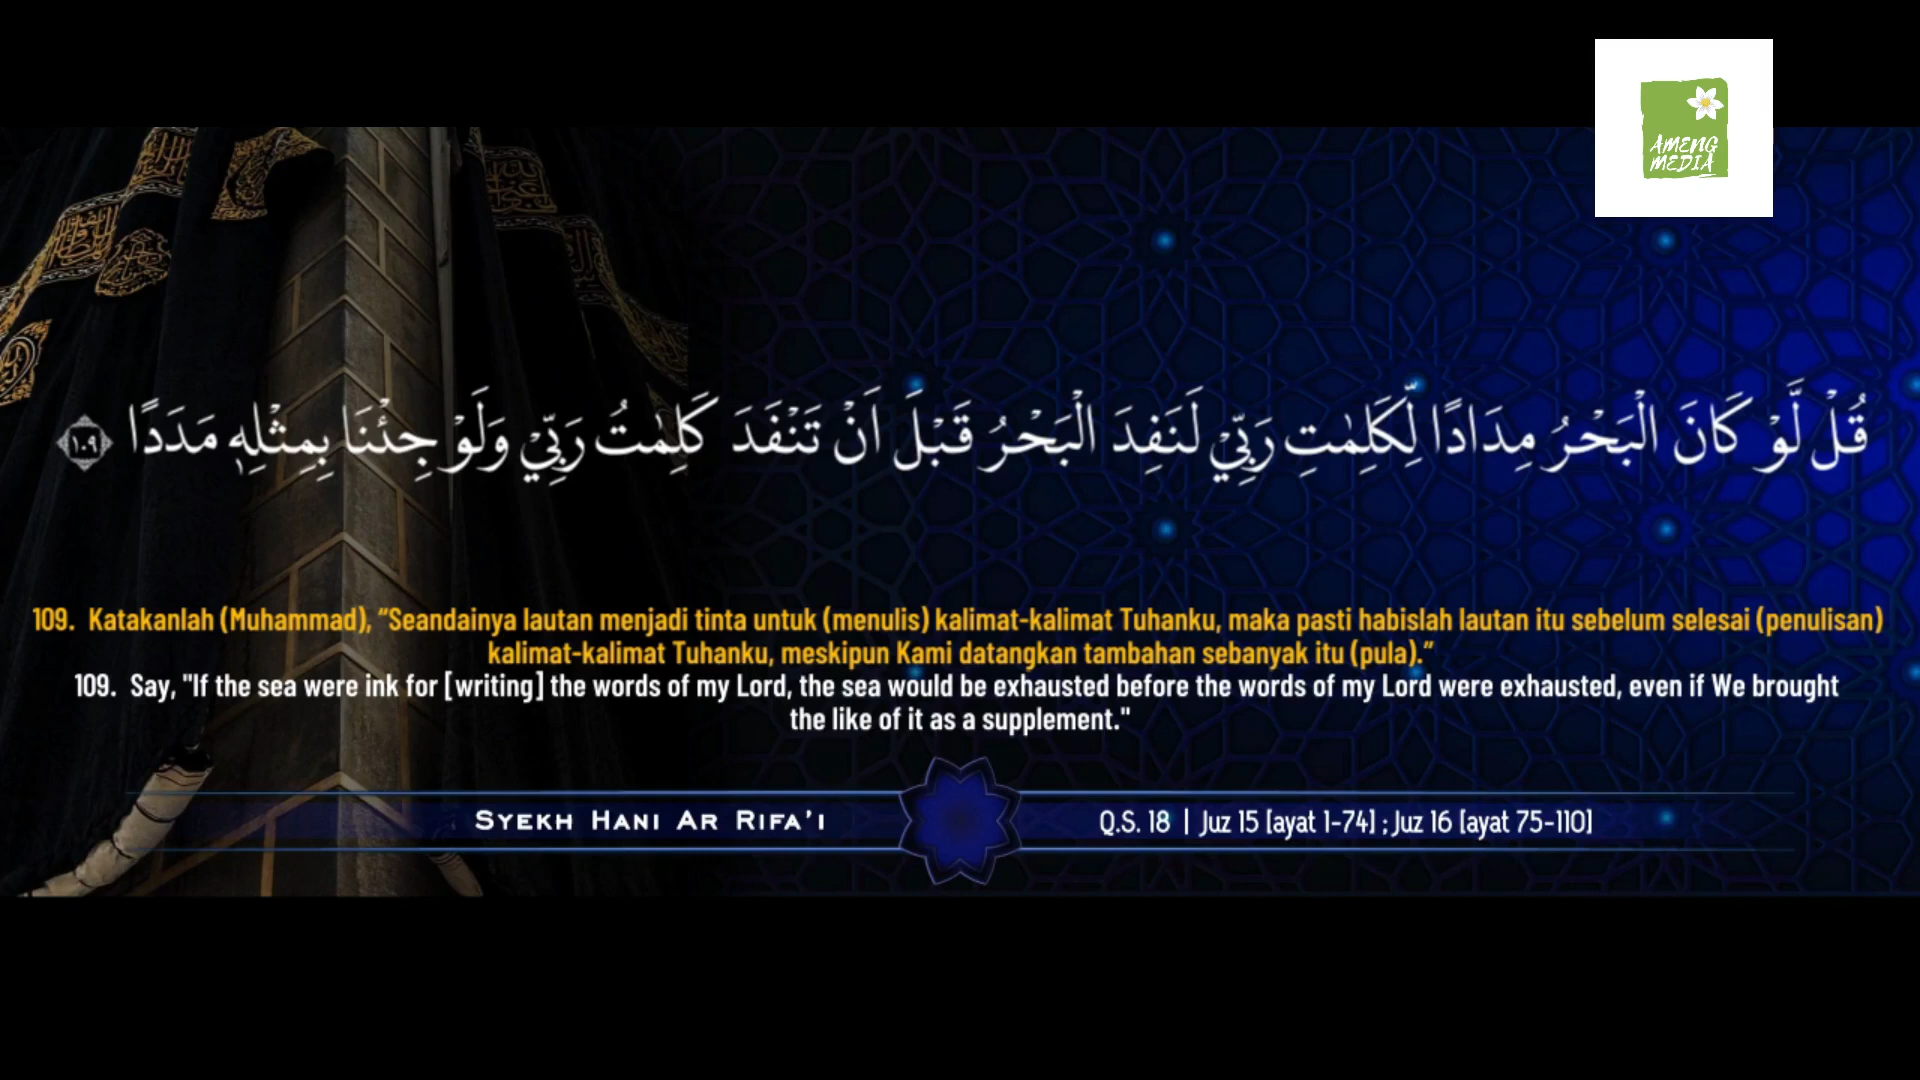 AMENG
MEDIA
قُلْ لَّوْ كَانَ الْبَحْرُ مِدَادًا لِّكَلِمٰتِ رَبِّيْ لَنَفِدَ الْبَحْرُ قَبْلَ اَنْ تَنْفَدَ كَلِمٰتُ رَبِّيْ وَلَوْ جِئْنَا بِمِثْلِهٖ مَدَدًا ١٠٩
109. Katakanlah (Muhammad), “Seandainya lautan menjadi tinta untuk (menulis) kalimat-kalimat Tuhanku, maka pasti habislah lautan itu sebelum selesai (penulisan)
kalimat-kalimat Tuhanku, meskipun Kami datangkan tambahan sebanyak itu (pula).”
109. Say, "If the sea were ink for [writing] the words of my Lord, the sea would be exhausted before the words of my Lord were exhausted, even if We brought
the like of it as a supplement."
Syekh Hani Ar Rifa'i
Q.S. 18 | Juz 15 [ayat 1-74] ; Juz 16 [ayat 75-110]